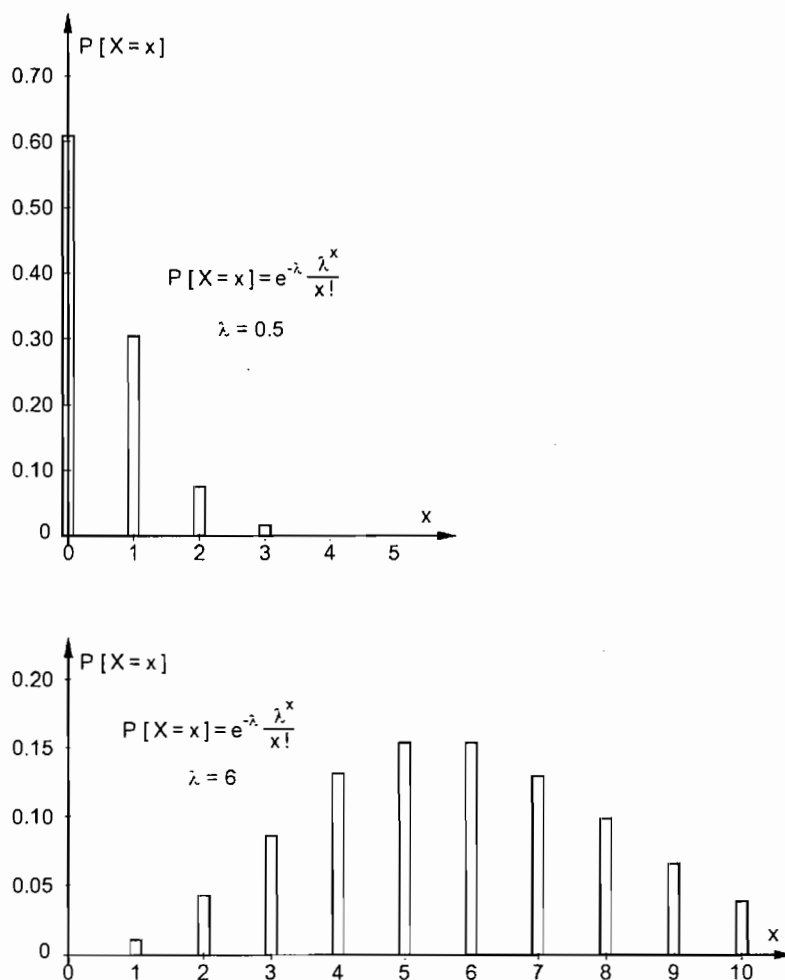 P [X = x]
0.70
0.60
0.50
0.40
P [X = x] = e^-λ λ^x / x!
λ = 0.5
0.30
0.20
0.10
0
x
0 1 2 3 4 5
P [X = x]
0.20
P [X = x] = e^-λ λ^x / x!
λ = 6
0.15
0.10
0.05
0
x
0 1 2 3 4 5 6 7 8 9 10